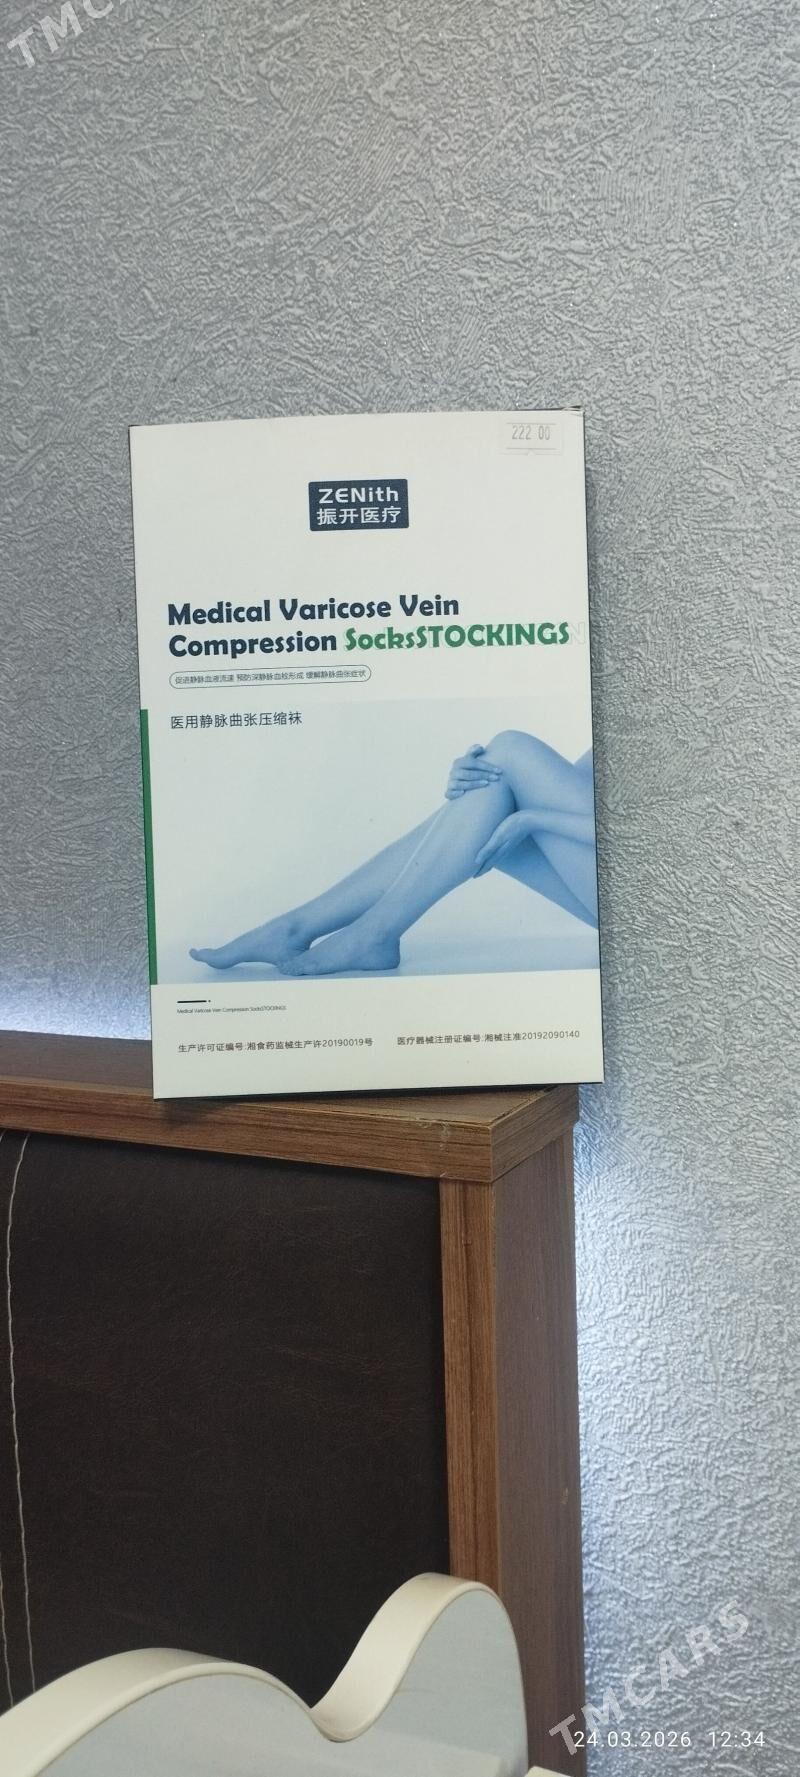 TMCARS
222 00
ZENith
振开医疗
Medical Varicose Vein
Compression SocksSTOCKINGS
促进静脉血液流速 预防深静脉血栓形成 缓解静脉曲张症状
医用静脉曲张压缩袜
Medical Varicose Vein Compression SocksSTOCKINGS
生产许可证编号:湘食药监械生产许20190019号 医疗器械注册证编号:湘械注准20192090140
TMCARS
24.03.2026 12:34